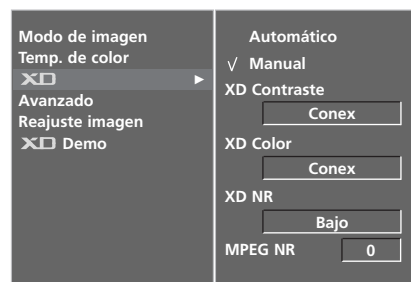 Modo de imagen
Temp. de color
XD ►
Avanzado
Reajuste imagen
XD Demo
Automático
√ Manual
XD Contraste
Conex
XD Color
Conex
XD NR
Bajo
MPEG NR 0